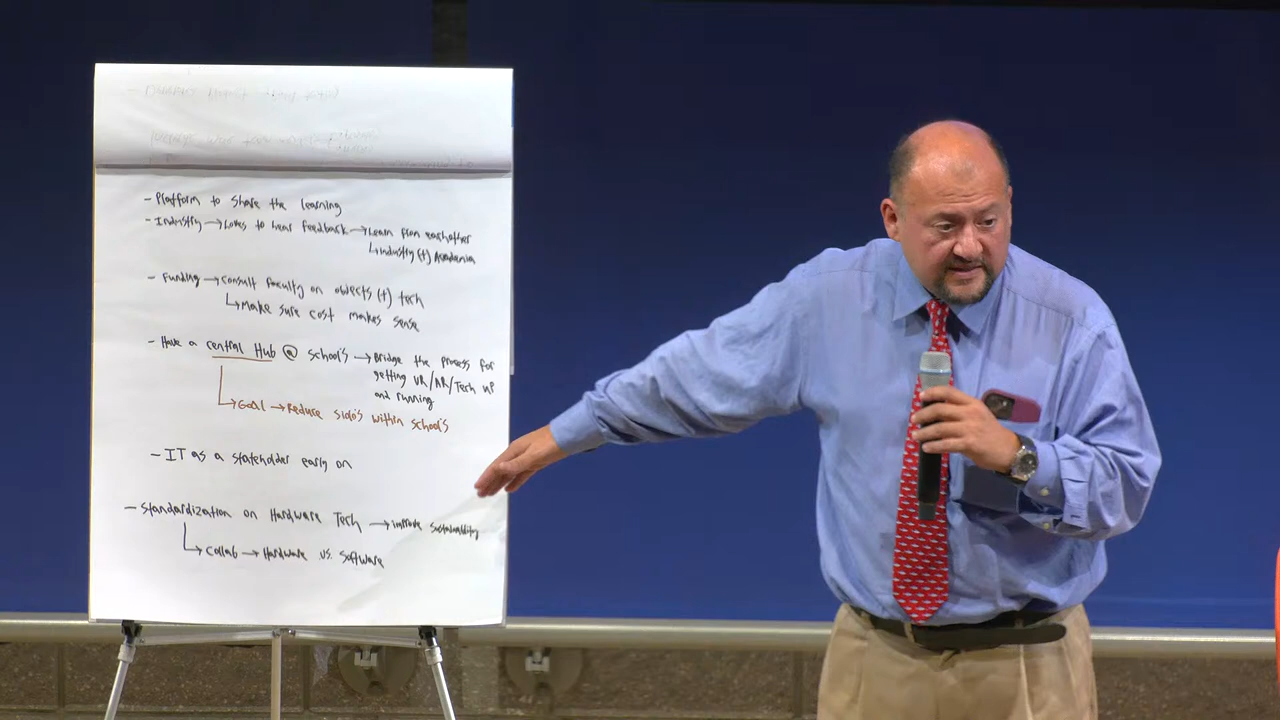 - Platform to share the learning
- Industry → Loves to hear feedback → Learn from eachother
↳ industry (+) Academia
- Funding → Consult faculty on objects (+) tech
↳ Make sure cost makes sense
- Have a central Hub @ school's → Bridge the process for
getting VR/AR/Tech up
and running
↳ Goal → Reduce silo's within school's
- IT as a stakeholder early on
- Standardization on Hardware Tech → improve sustainability
↳ Collab → Hardware vs. Software